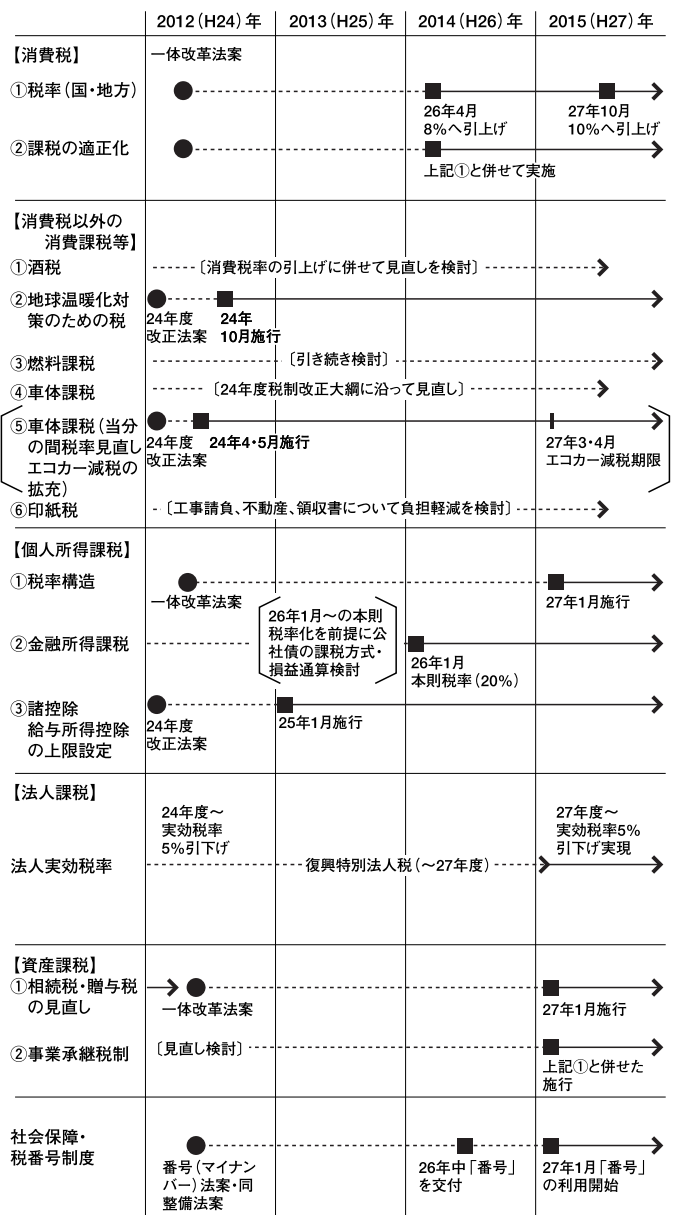 2012（H24）年 2013（H25）年 2014（H26）年 2015（H27）年
【消費税】
一体改革法案
①税率（国・地方）
26年4月
8%へ引上げ
27年10月
10%へ引上げ
②課税の適正化
上記①と併せて実施
【消費税以外の
消費課税等】
①酒税
〔消費税率の引上げに併せて見直しを検討〕
②地球温暖化対
策のための税
24年度
改正法案
24年
10月施行
③燃料課税
〔引き続き検討〕
④車体課税
〔24年度税制改正大綱に沿って見直し〕
⑤車体課税（当分
の間税率見直し
エコカー減税の
拡充）
24年度
改正法案
24年4・5月施行
27年3・4月
エコカー減税期限
⑥印紙税
〔工事請負、不動産、領収書について負担軽減を検討〕
【個人所得課税】
①税率構造
一体改革法案
27年1月施行
②金融所得課税
26年1月～の本則
税率化を前提に公
社債の課税方式・
損益通算検討
26年1月
本則税率（20%）
③諸控除
給与所得控除
の上限設定
24年度
改正法案
25年1月施行
【法人課税】
24年度～
実効税率
5%引下げ
27年度～
実効税率5%
引下げ実現
法人実効税率
復興特別法人税（～27年度）
【資産課税】
①相続税・贈与税
の見直し
一体改革法案
27年1月施行
②事業承継税制
〔見直し検討〕
上記①と併せた
施行
社会保障・
税番号制度
番号（マイナン
バー）法案・同
整備法案
26年中「番号」
を交付
27年1月「番号」
の利用開始